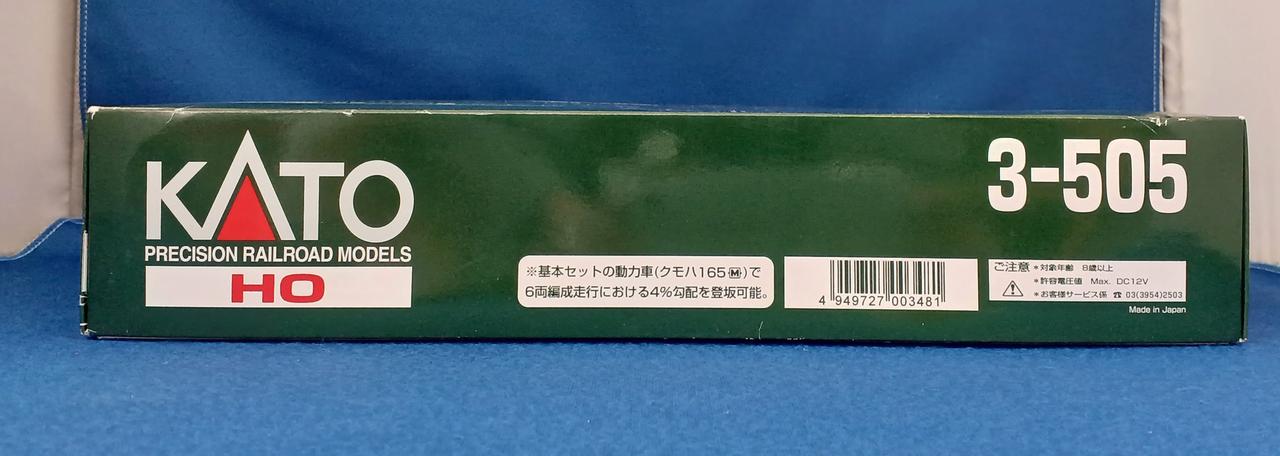 KATO
PRECISION RAILROAD MODELS
HO
3-505
※基本セットの動力車(クモハ165Ⓜ)で
6両編成走行における4%勾配を登坂可能。
4 949727 003481
ご注意
*対象年齢 8歳以上
*許容電圧値 Max. DC12V
*お客様サービス係 ☎ 03(3954)2503
Made in Japan